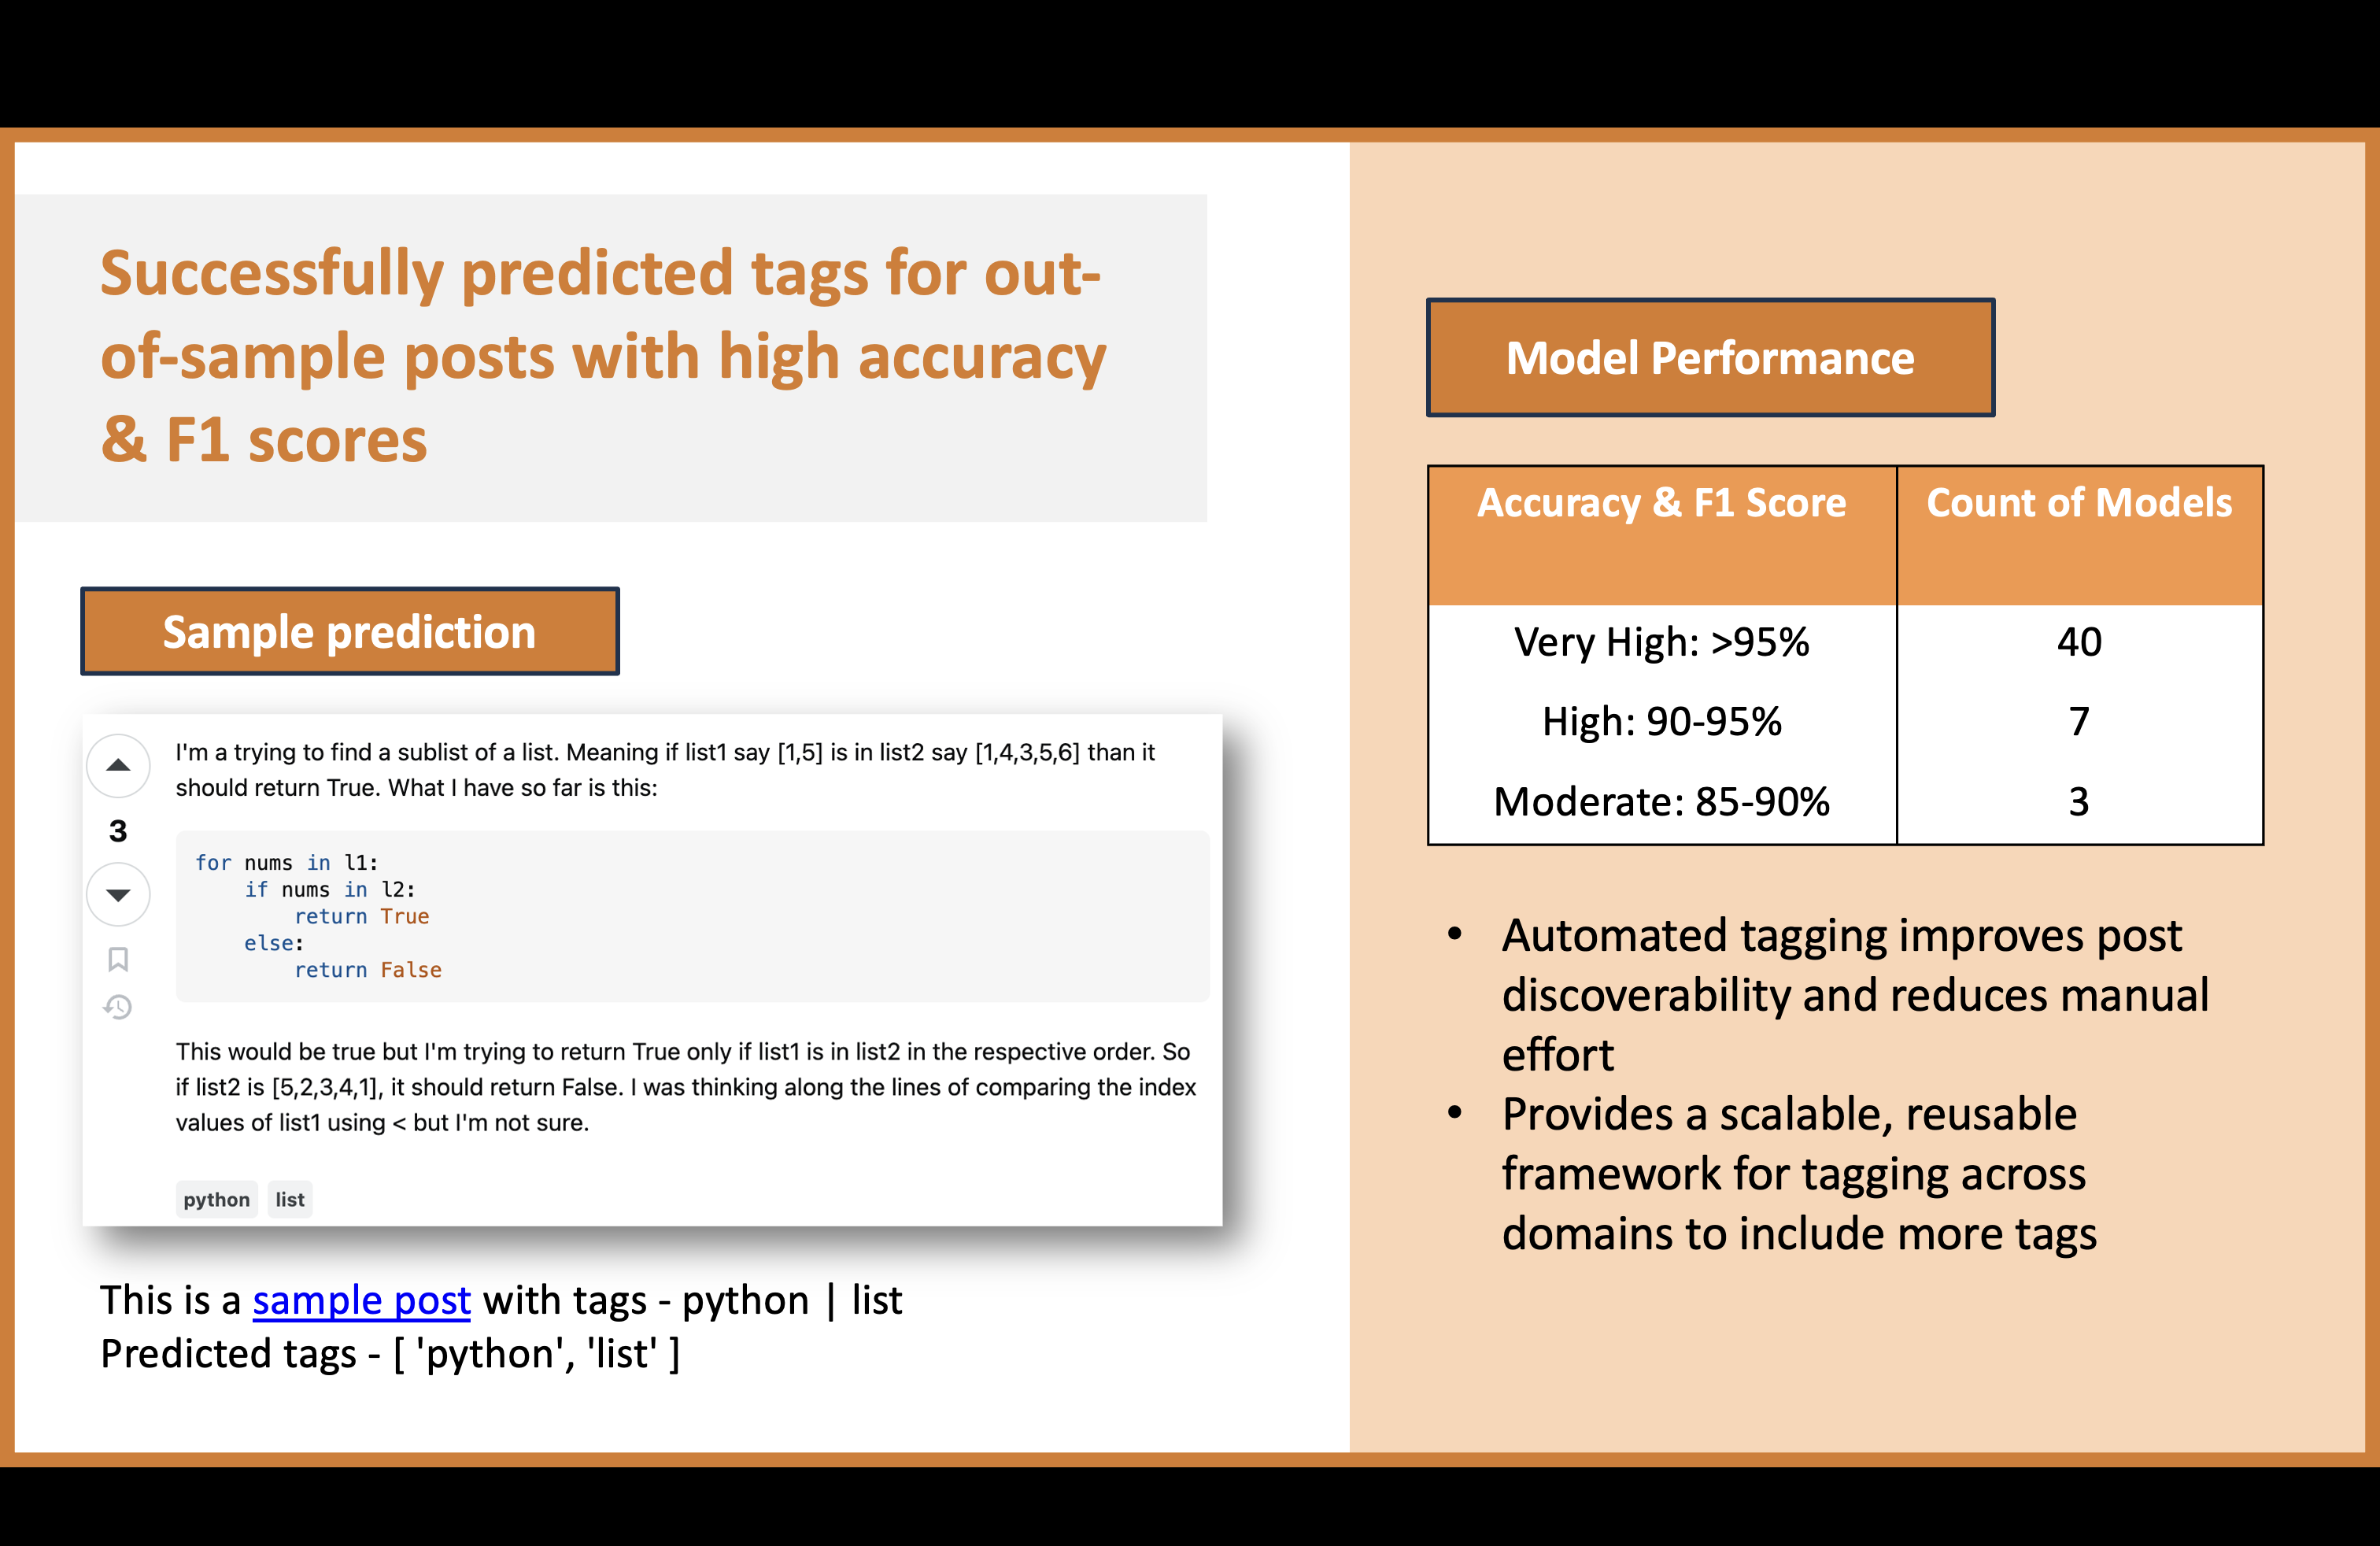 Successfully predicted tags for out-
of-sample posts with high accuracy
& F1 scores
Sample prediction
I'm a trying to find a sublist of a list. Meaning if list1 say [1,5] is in list2 say [1,4,3,5,6] than it
should return True. What I have so far is this:
3
for nums in l1:
    if nums in l2:
        return True
    else:
        return False
This would be true but I'm trying to return True only if list1 is in list2 in the respective order. So
if list2 is [5,2,3,4,1], it should return False. I was thinking along the lines of comparing the index
values of list1 using < but I'm not sure.
python list
This is a sample post with tags - python | list
Predicted tags - [ 'python', 'list' ]
Model Performance
Accuracy & F1 Score Count of Models
Very High: >95% 40
High: 90-95% 7
Moderate: 85-90% 3
• Automated tagging improves post
discoverability and reduces manual
effort
• Provides a scalable, reusable
framework for tagging across
domains to include more tags